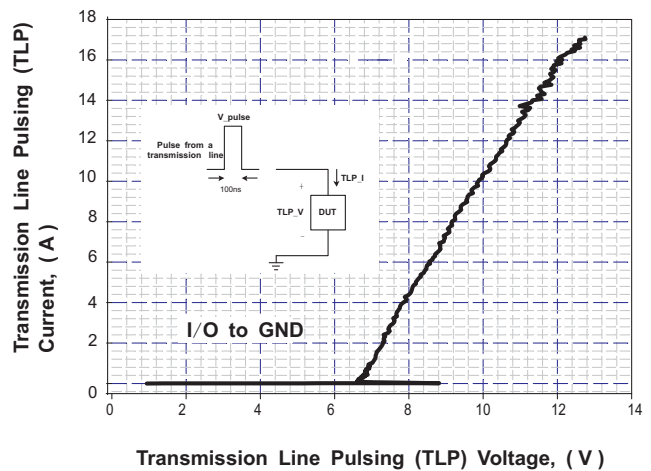 Transmission Line Pulsing (TLP)
Current, ( A )
18
16
14
12
10
8
6
4
2
0
V_pulse
Pulse from a
transmission line
100ns
+
TLP_I
TLP_V
DUT
−
I/O to GND
0 2 4 6 8 10 12 14
Transmission Line Pulsing (TLP) Voltage, ( V )